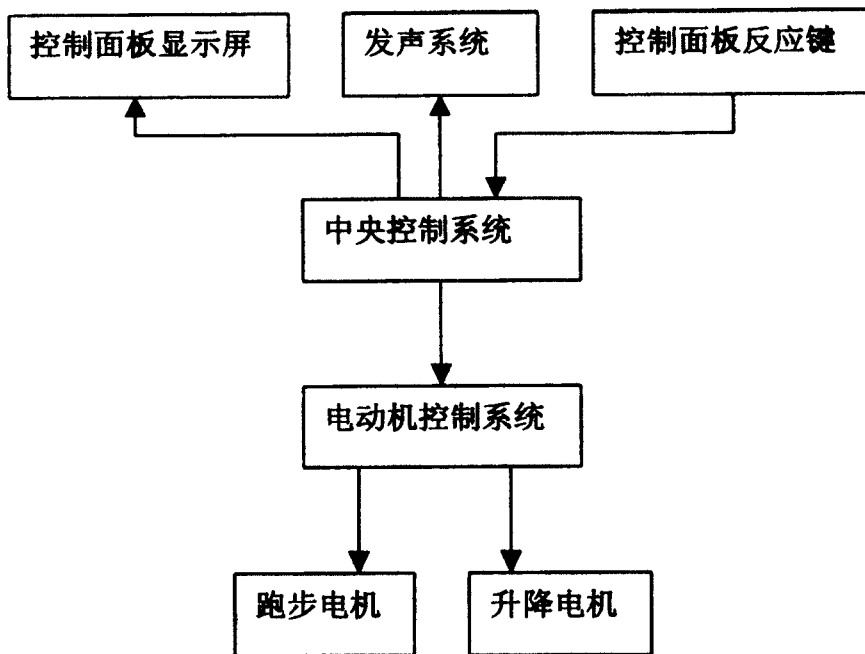 控制面板显示屏
发声系统
控制面板反应键
中央控制系统
电动机控制系统
跑步电机
升降电机